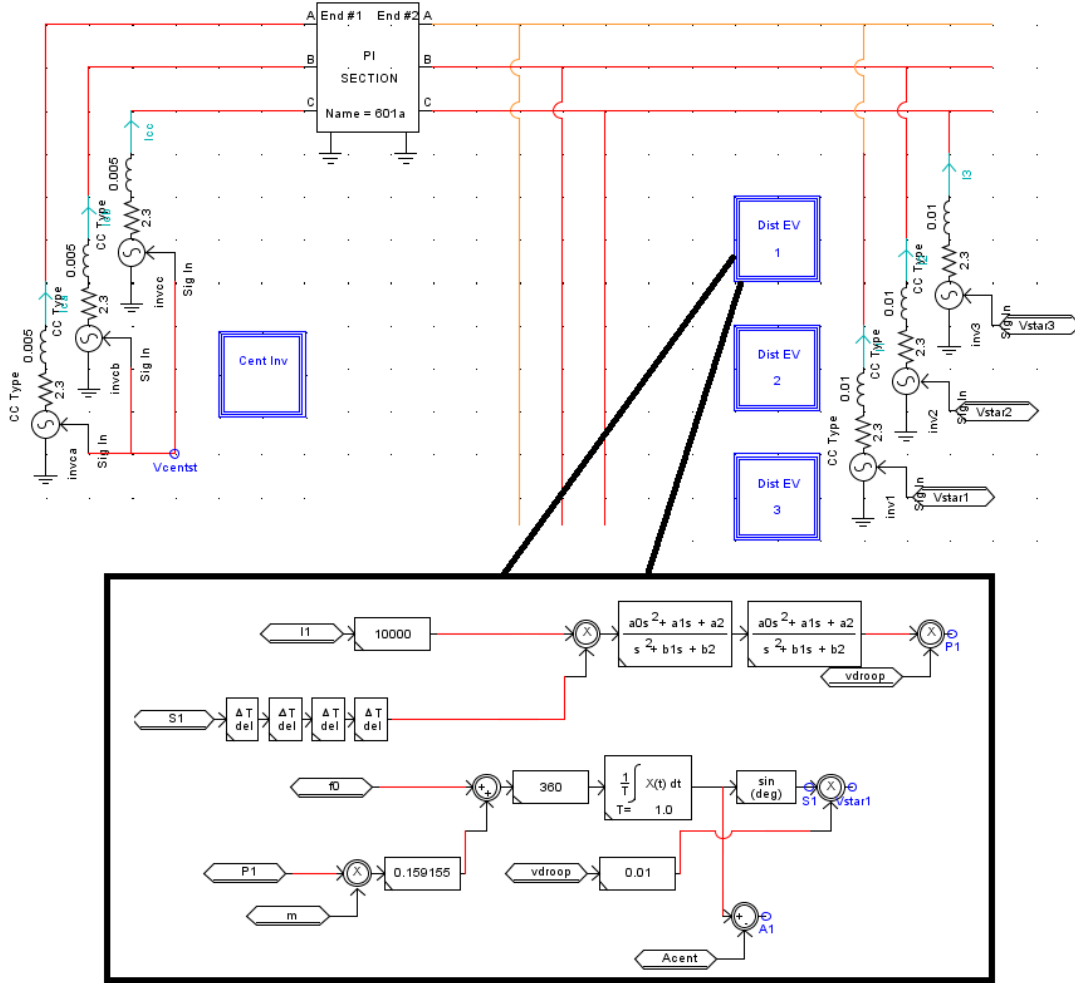 A End #1 End #2 A
PI
B B
SECTION
C C
Name = 601a
Icc
0.005
2.3
CC Type
invcc
Sig In
0.005
2.3
CC Type
invcb
Sig In
Ica
0.005
2.3
CC Type
invca
Sig In
Vcentst
Cent Inv
Dist EV
1
Dist EV
2
Dist EV
3
I3
0.01
2.3
CC Type
inv3
Sig In
Vstar3
0.01
2.3
CC Type
inv2
Sig In
Vstar2
0.01
2.3
CC Type
inv1
Sig In
Vstar1
I1
10000
X
a0s 2 + a1s + a2
s 2 + b1s + b2
a0s 2 + a1s + a2
s 2 + b1s + b2
X
P1
vdroop
S1
Δ T
del
Δ T
del
Δ T
del
Δ T
del
f0
+
+
360
1
T
∫ X(t) dt
T= 1.0
sin
(deg)
S1
X
Vstar1
P1
X
0.159155
vdroop
0.01
m
+
-
A1
Acent